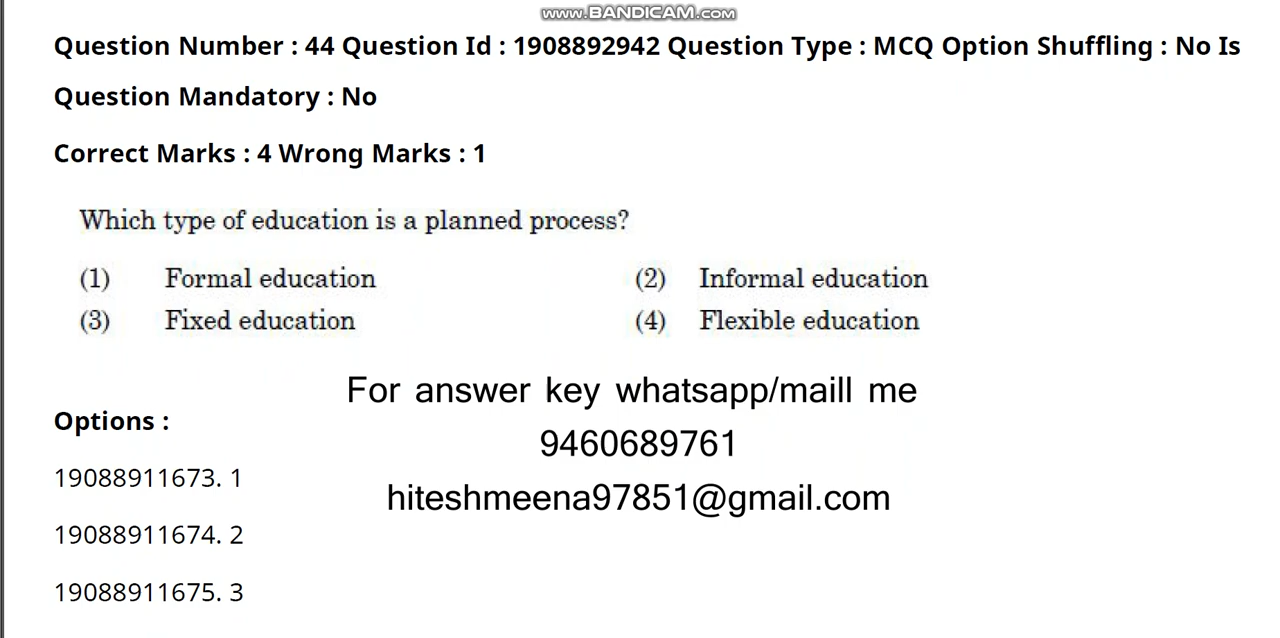 www.BANDICAM.com
Question Number : 44 Question Id : 1908892942 Question Type : MCQ Option Shuffling : No Is
Question Mandatory : No
Correct Marks : 4 Wrong Marks : 1
Which type of education is a planned process?
(1) Formal education (2) Informal education
(3) Fixed education (4) Flexible education
For answer key whatsapp/maill me
Options :
9460689761
19088911673. 1
hiteshmeena97851@gmail.com
19088911674. 2
19088911675. 3